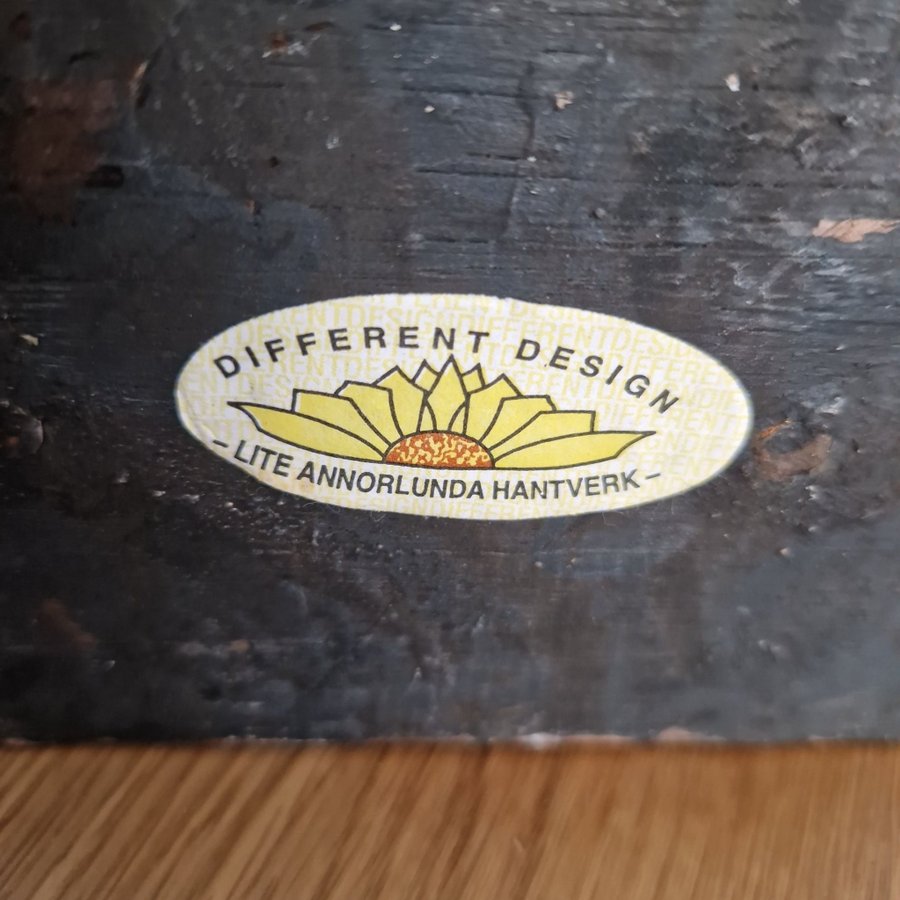 DIFFERENT DESIGN
– LITE ANNORLUNDA HANTVERK –